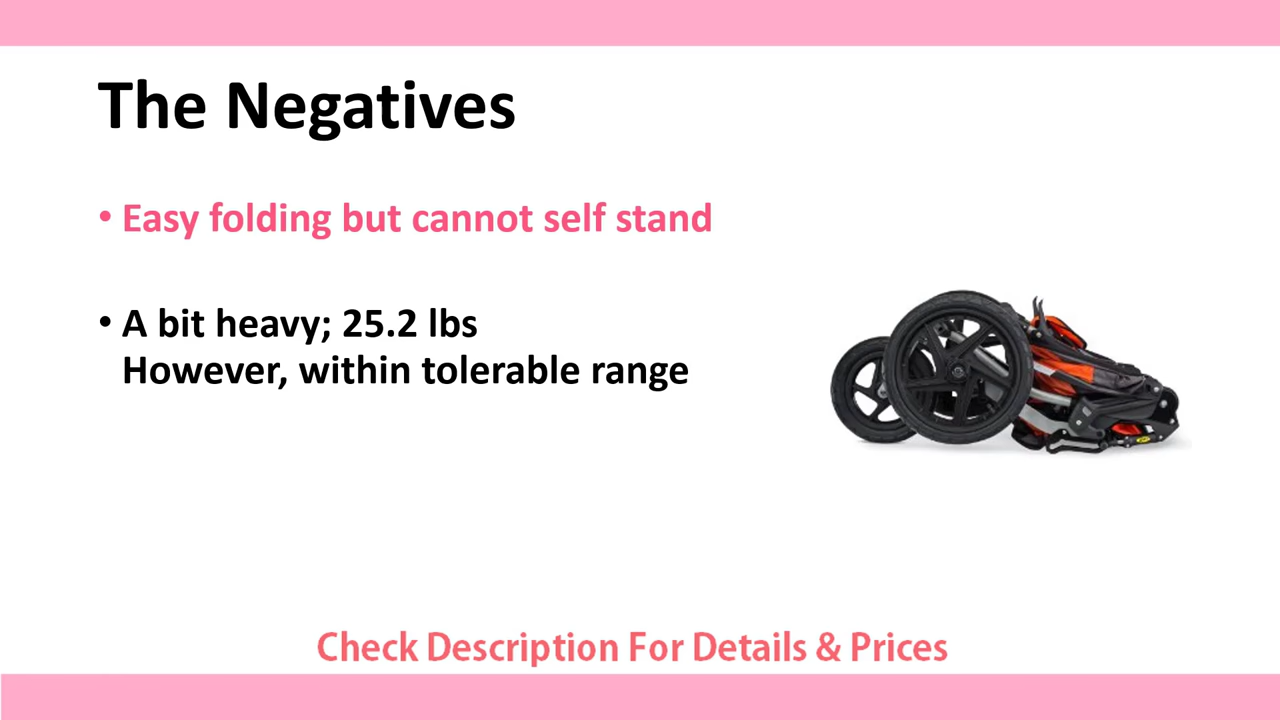 The Negatives
• Easy folding but cannot self stand
• A bit heavy; 25.2 lbs
However, within tolerable range
Check Description For Details & Prices